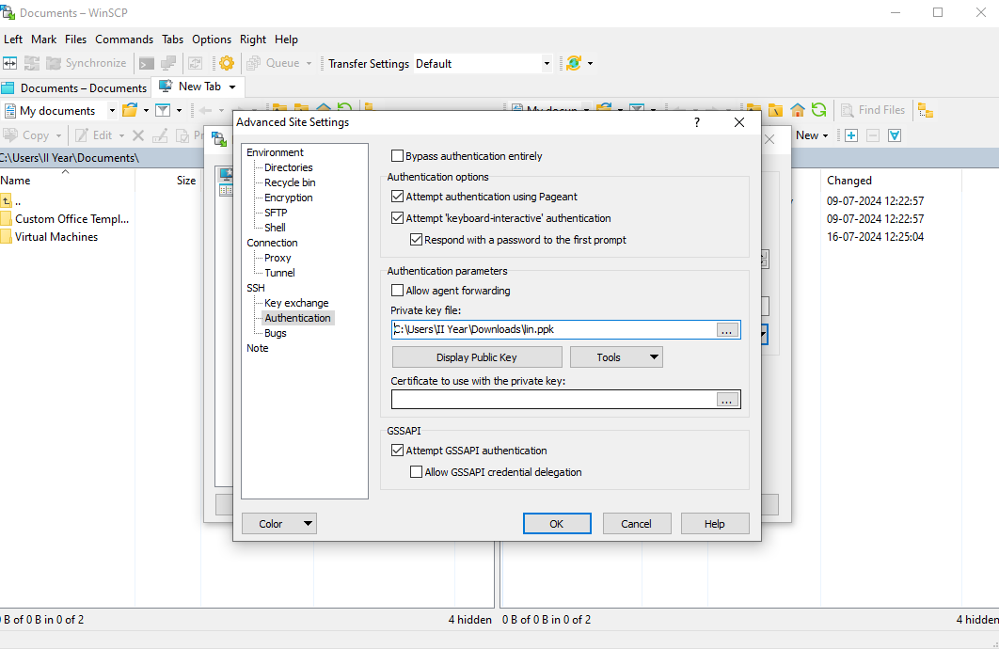 Documents – WinSCP
Left Mark Files Commands Tabs Options Right Help
Synchronize Queue Transfer Settings Default
Documents – Documents New Tab
My documents Find Files
Copy Edit New
C:\Users\II Year\Documents\
Name Size Changed
..
Custom Office Templ...
Virtual Machines
09-07-2024 12:22:57
09-07-2024 12:22:57
16-07-2024 12:25:04
Advanced Site Settings ?
Environment
Directories
Recycle bin
Encryption
SFTP
Shell
Connection
Proxy
Tunnel
SSH
Key exchange
Authentication
Bugs
Note
Bypass authentication entirely
Authentication options
Attempt authentication using Pageant
Attempt 'keyboard-interactive' authentication
Respond with a password to the first prompt
Authentication parameters
Allow agent forwarding
Private key file:
C:\Users\II Year\Downloads\lin.ppk ...
Display Public Key Tools
Certificate to use with the private key:
...
GSSAPI
Attempt GSSAPI authentication
Allow GSSAPI credential delegation
Color OK Cancel Help
0 B of 0 B in 0 of 2 4 hidden 0 B of 0 B in 0 of 2 4 hidden